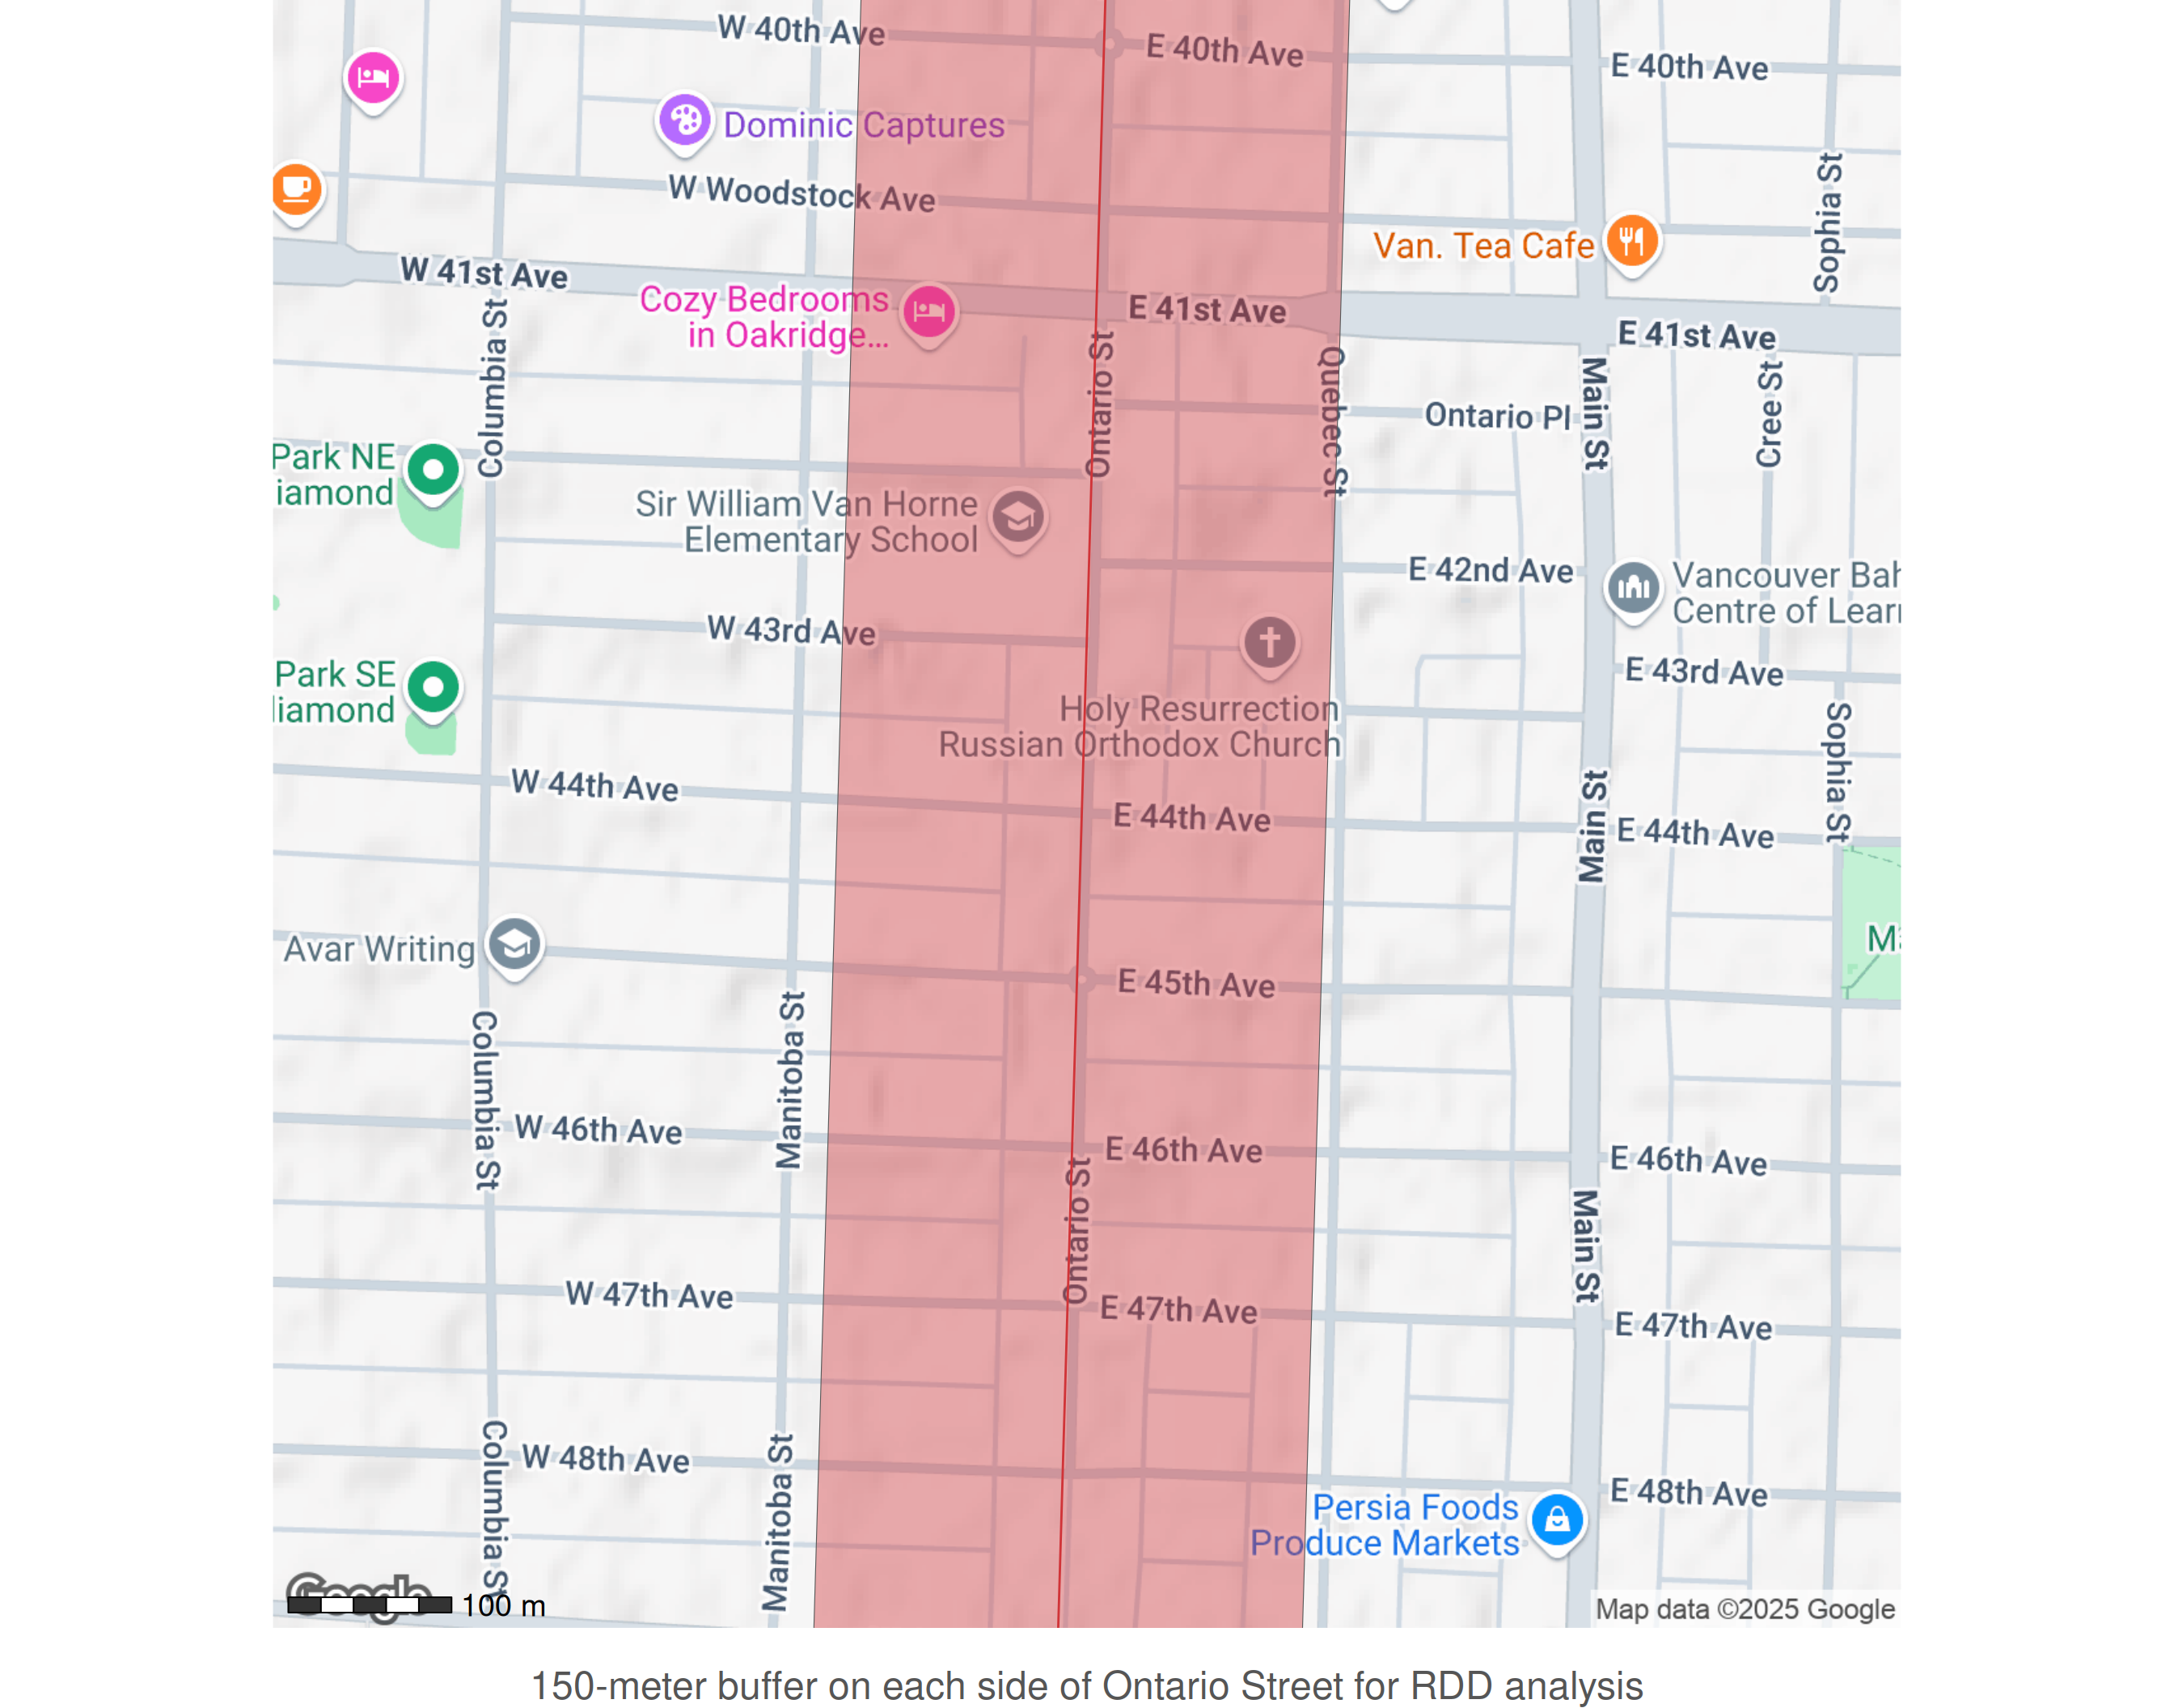 W 40th Ave
E 40th Ave
E 40th Ave
Dominic Captures
Sophia St
W Woodstock Ave
Van. Tea Cafe
W 41st Ave
Cozy Bedrooms
in Oakridge...
E 41st Ave
E 41st Ave
Columbia St
Ontario St
Quebec St
Main St
Cree St
Ontario Pl
Park NE
iamond
Sir William Van Horne
Elementary School
E 42nd Ave
Vancouver Bah
Centre of Learn
W 43rd Ave
E 43rd Ave
Park SE
iamond
Holy Resurrection
Russian Orthodox Church
Sophia St
W 44th Ave
E 44th Ave
Main St
E 44th Ave
Avar Writing
E 45th Ave
Columbia St
Manitoba St
W 46th Ave
E 46th Ave
E 46th Ave
Ontario St
Main St
W 47th Ave
E 47th Ave
E 47th Ave
Columbia St
Manitoba St
W 48th Ave
E 48th Ave
Persia Foods
Produce Markets
Google
100 m
Map data ©2025 Google
150-meter buffer on each side of Ontario Street for RDD analysis